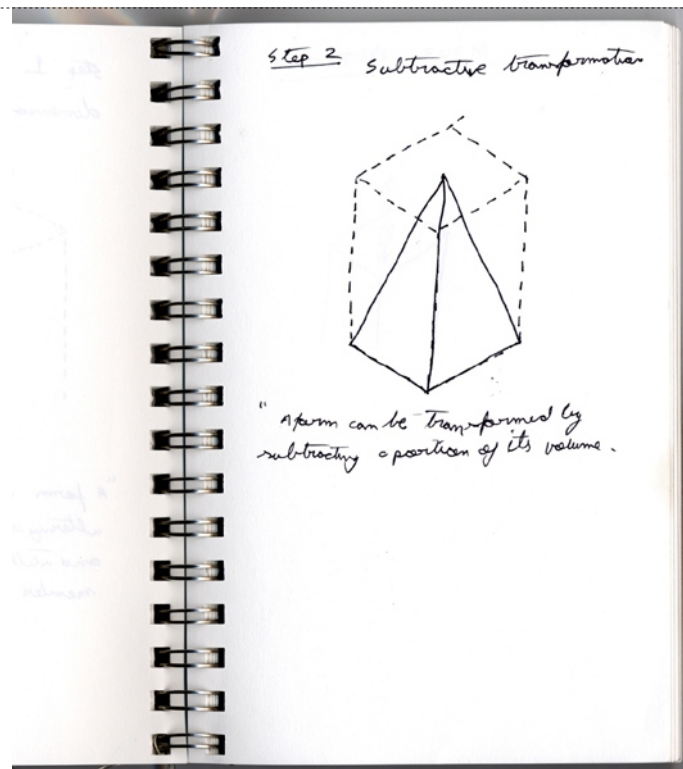 Step 2 Subtractive transformation
" A form can be transformed by
subtracting a portion of its volume.